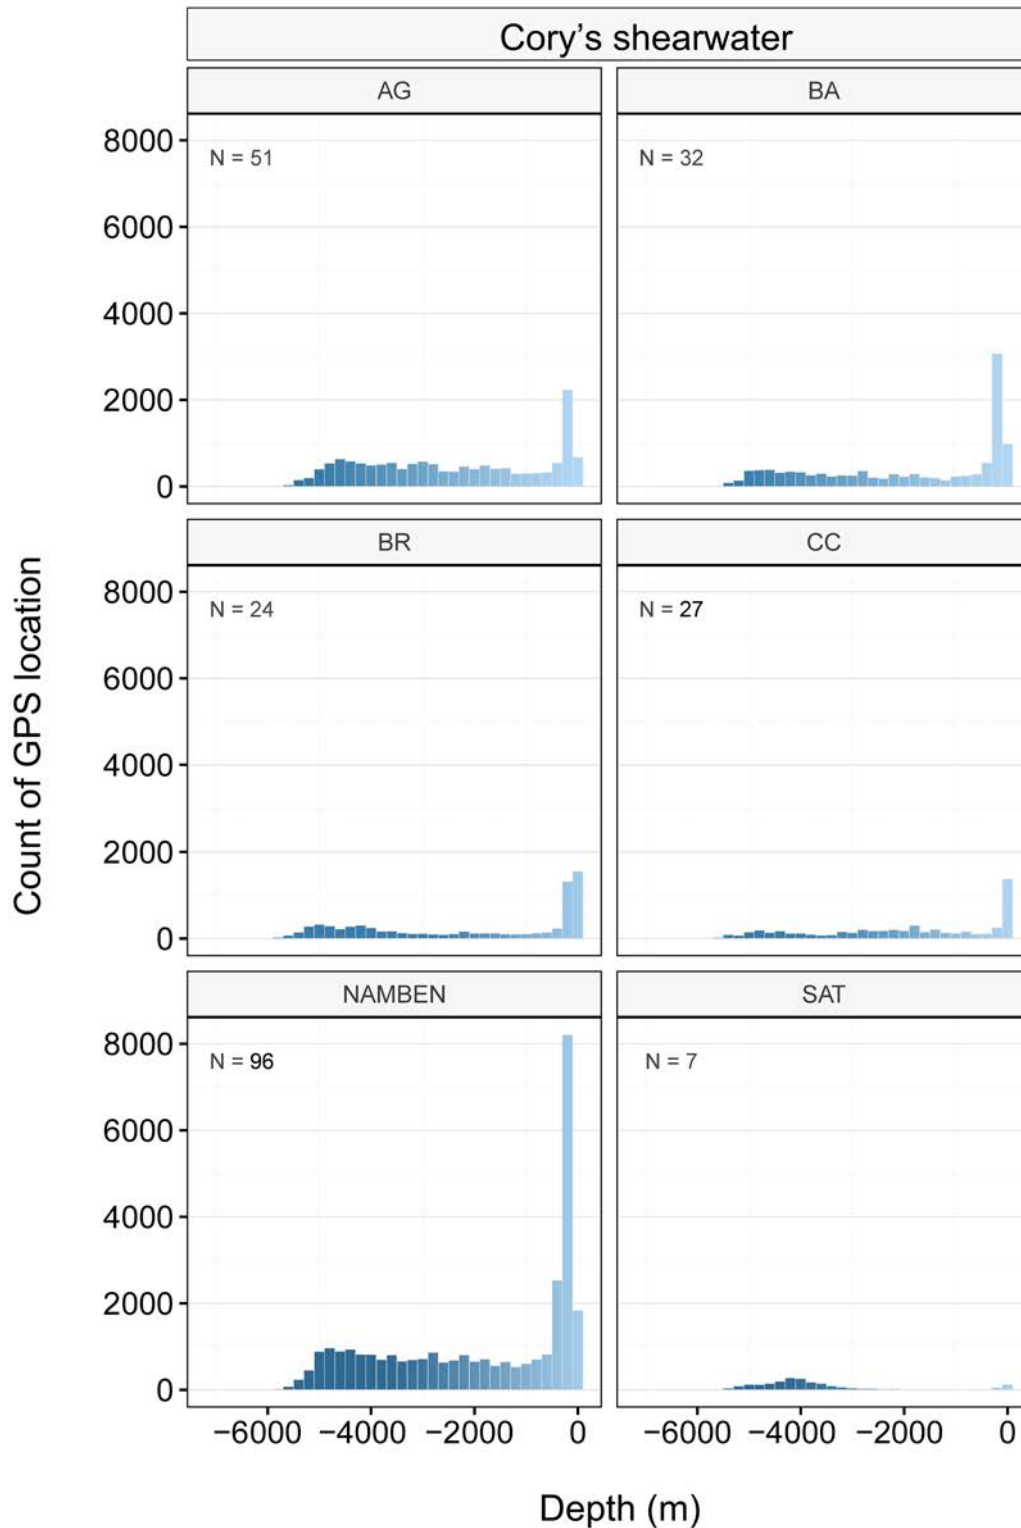 Cory’s shearwater
AG
BA
8000
6000
4000
2000
0
N = 51
N = 32
BR
CC
8000
6000
4000
2000
0
N = 24
N = 27
Count of GPS location
NAMBEN
SAT
8000
6000
4000
2000
0
N = 96
N = 7
−6000 −4000 −2000 0
−6000 −4000 −2000 0
Depth (m)